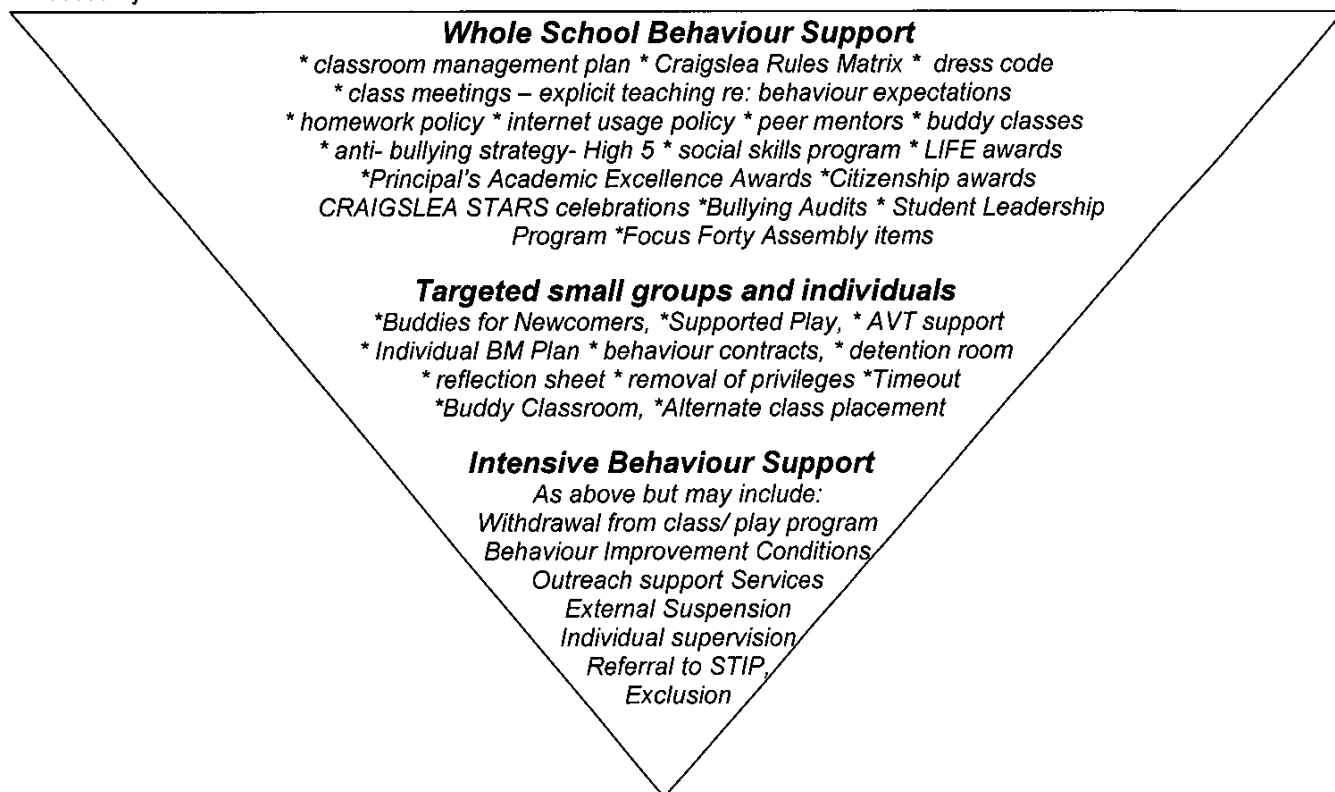 Whole School Behaviour Support
* classroom management plan * Craigslea Rules Matrix * dress code
* class meetings – explicit teaching re: behaviour expectations
* homework policy * internet usage policy * peer mentors * buddy classes
* anti- bullying strategy- High 5 * social skills program * LIFE awards
*Principal's Academic Excellence Awards *Citizenship awards
CRAIGSLEA STARS celebrations *Bullying Audits * Student Leadership
Program *Focus Forty Assembly items
Targeted small groups and individuals
*Buddies for Newcomers, *Supported Play, * AVT support
* Individual BM Plan * behaviour contracts, * detention room
* reflection sheet * removal of privileges *Timeout
*Buddy Classroom, *Alternate class placement
Intensive Behaviour Support
As above but may include:
Withdrawal from class/ play program
Behaviour Improvement Conditions
Outreach support Services
External Suspension
Individual supervision
Referral to STIP,
Exclusion